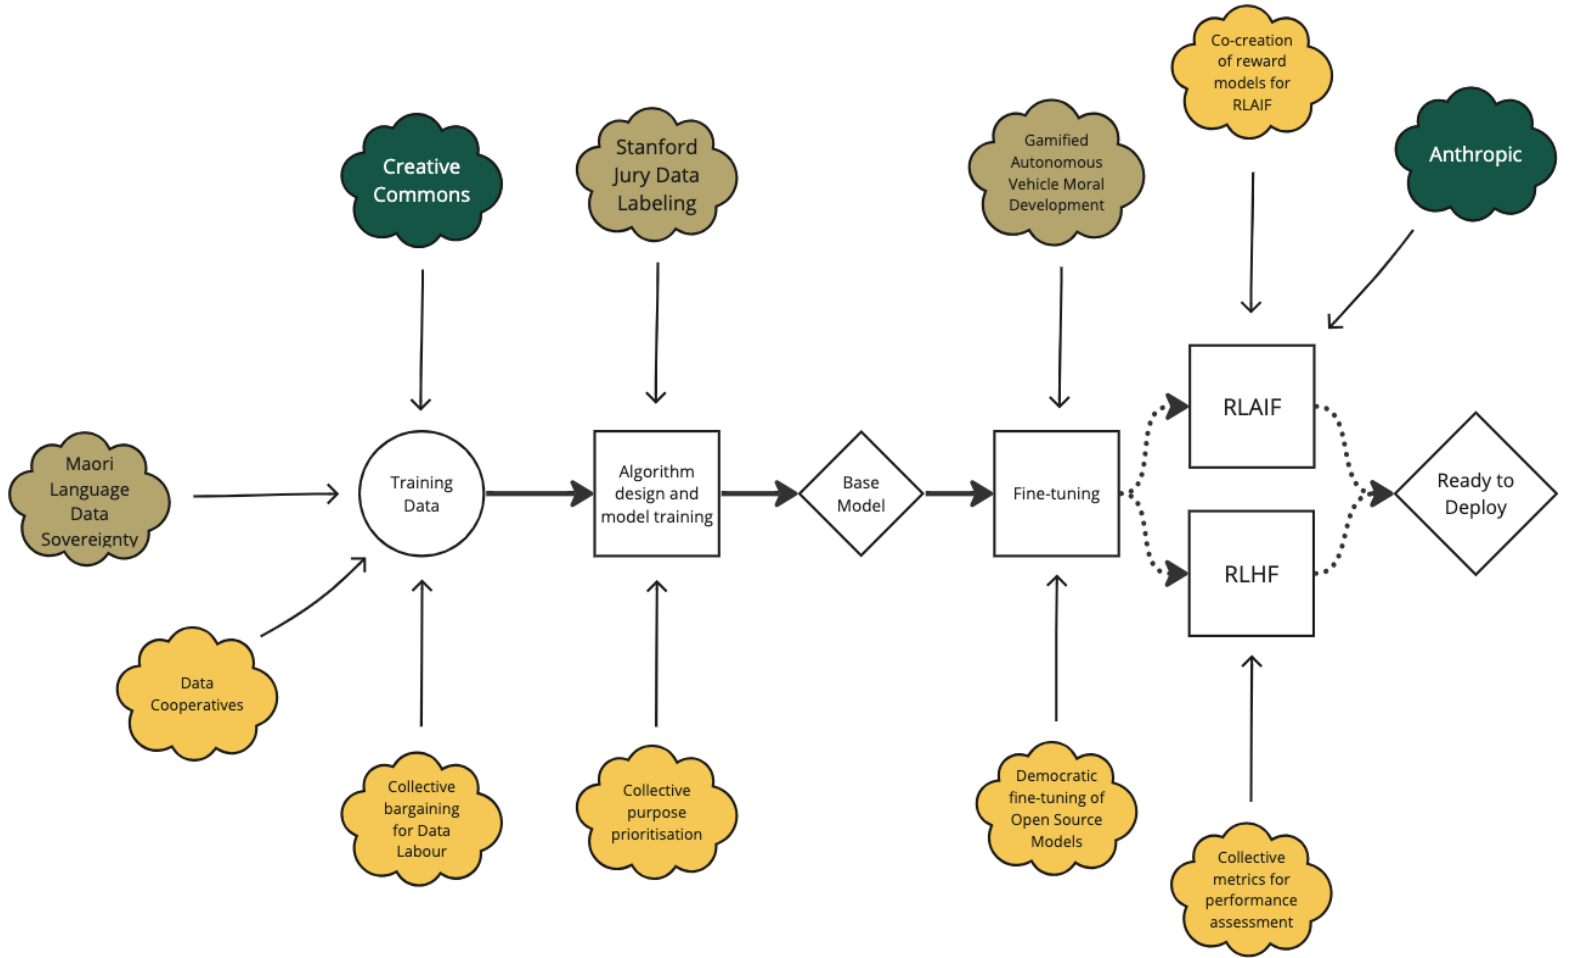 Co-creation
of reward
models for
RLAIF
Anthropic
Creative
Commons
Stanford
Jury Data
Labeling
Gamified
Autonomous
Vehicle Moral
Development
Maori
Language
Data
Sovereignty
Training
Data
Algorithm
design and
model training
Base
Model
Fine-tuning
RLAIF
RLHF
Ready to
Deploy
Data
Cooperatives
Collective
bargaining
for Data
Labour
Collective
purpose
prioritisation
Democratic
fine-tuning of
Open Source
Models
Collective
metrics for
performance
assessment